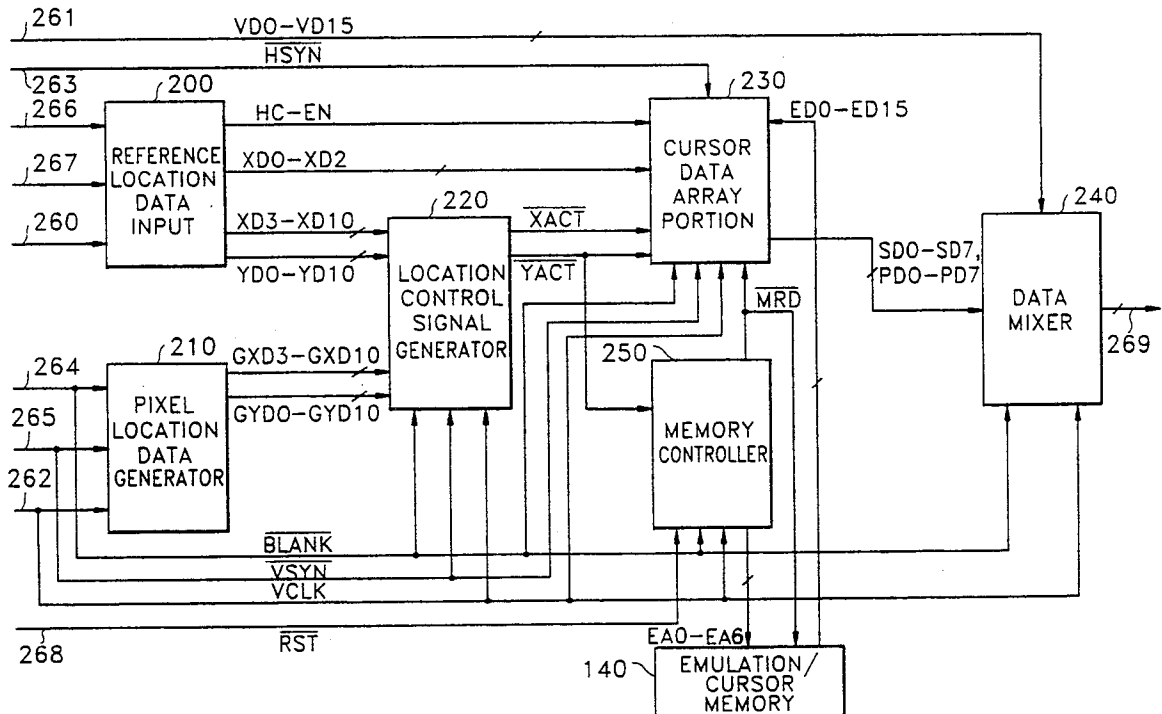 261
VD0-VD15
HSYN
263
200
230
266
HC-EN
ED0-ED15
REFERENCE
LOCATION
DATA
INPUT
CURSOR
DATA
ARRAY
PORTION
267
XD0-XD2
220
240
260
XD3-XD10
XACT
YD0-YD10
YACT
LOCATION
CONTROL
SIGNAL
GENERATOR
SD0-SD7,
PD0-PD7
DATA
MIXER
MRD
269
210
250
264
GXD3-GXD10
GYD0-GYD10
PIXEL
LOCATION
DATA
GENERATOR
265
MEMORY
CONTROLLER
262
BLANK
VSYN
VCLK
268
RST
EA0-EA6
140
EMULATION
CURSOR
MEMORY